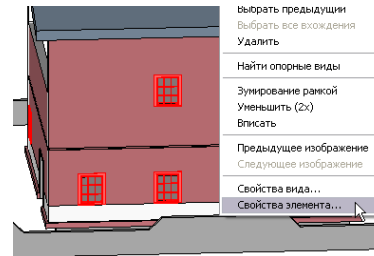 Выбрать предыдущий
Выбрать все вхождения
Удалить
Найти опорные виды
Зумирование рамкой
Уменьшить (2x)
Вписать
Предыдущее изображение
Следующее изображение
Свойства вида...
Свойства элемента...